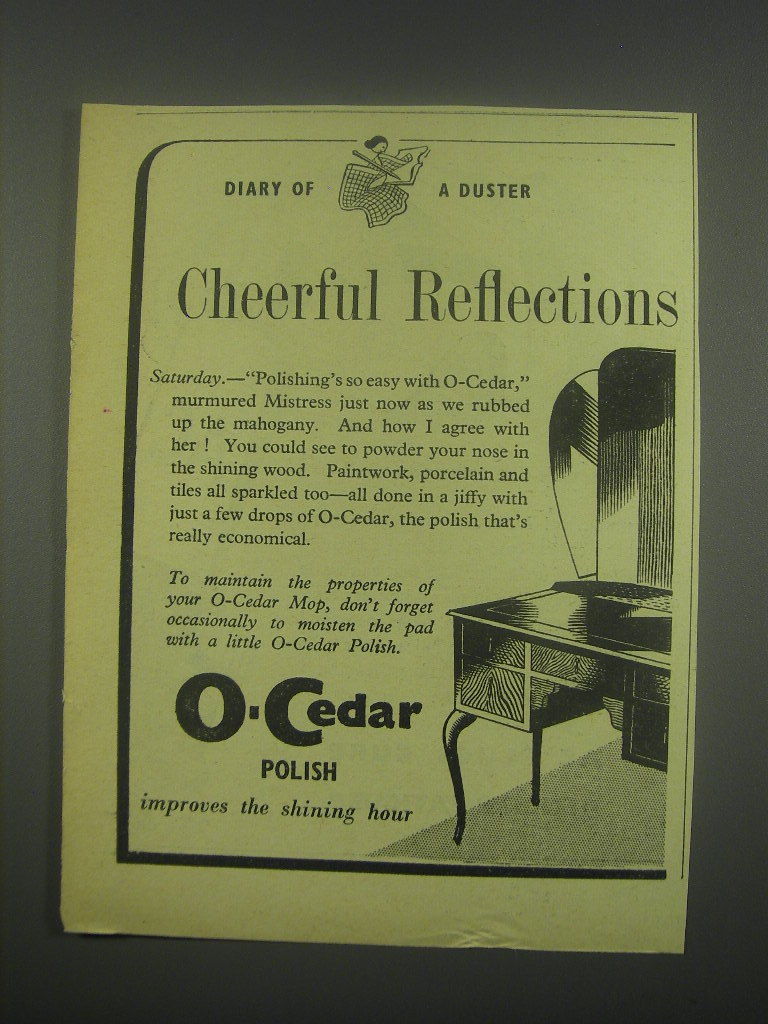 DIARY OF A DUSTER
Cheerful Reflections
Saturday.—"Polishing's so easy with O-Cedar,"
murmured Mistress just now as we rubbed
up the mahogany. And how I agree with
her ! You could see to powder your nose in
the shining wood. Paintwork, porcelain and
tiles all sparkled too—all done in a jiffy with
just a few drops of O-Cedar, the polish that's
really economical.
To maintain the properties of
your O-Cedar Mop, don't forget
occasionally to moisten the pad
with a little O-Cedar Polish.
O-Cedar
POLISH
improves the shining hour